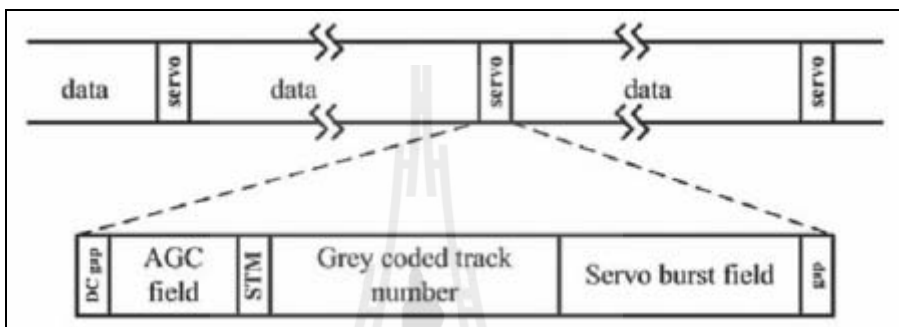 data servo data servo data servo
DC gap AGC field STM Grey coded track number Servo burst field gap